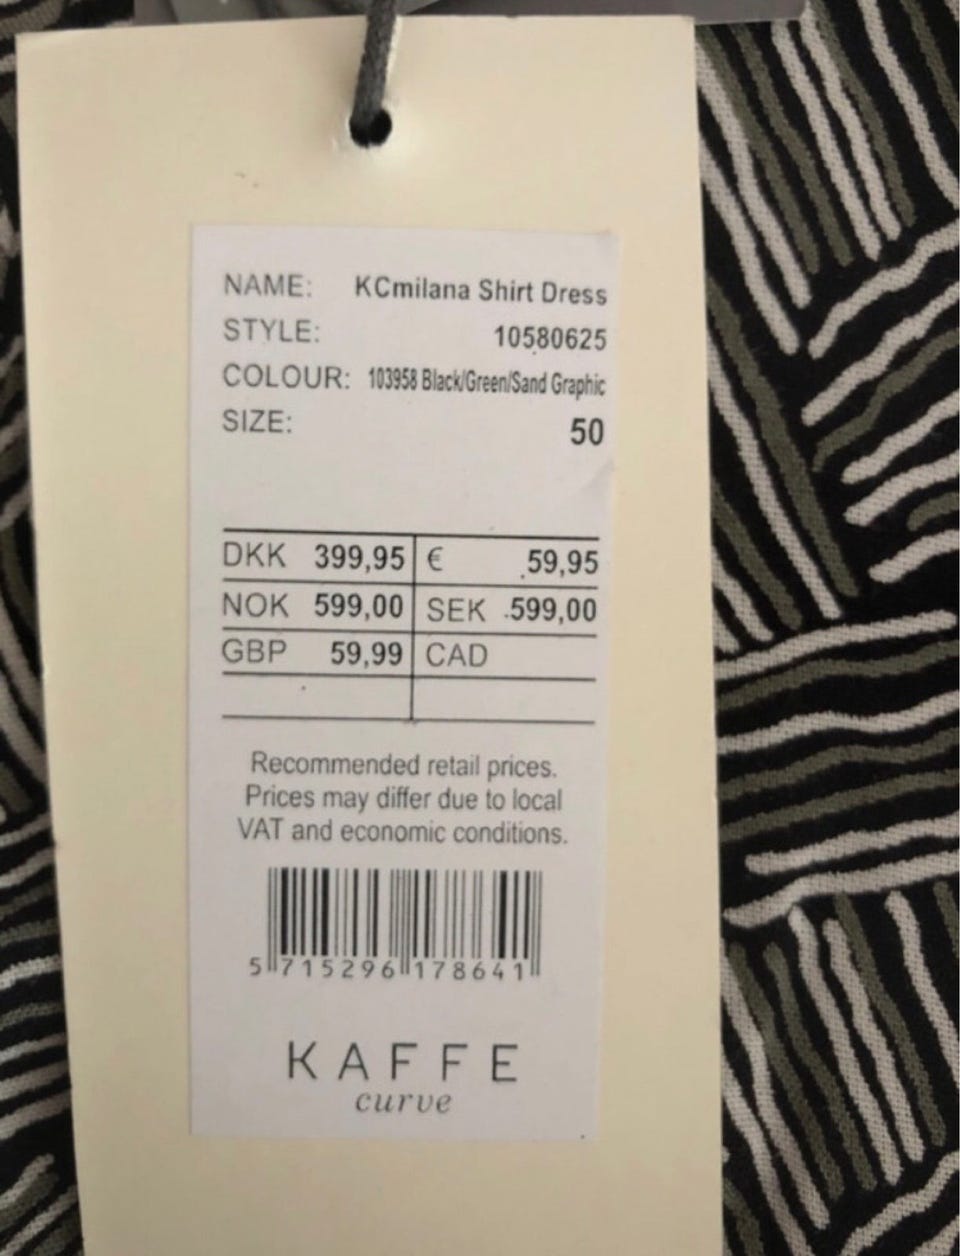 NAME: KCmilana Shirt Dress
STYLE: 10580625
COLOUR: 103958 Black/Green/Sand Graphic
SIZE: 50
DKK 399,95 € 59,95
NOK 599,00 SEK 599,00
GBP 59,99 CAD
Recommended retail prices.
Prices may differ due to local
VAT and economic conditions.
5 715296 178641
KAFFE
curve